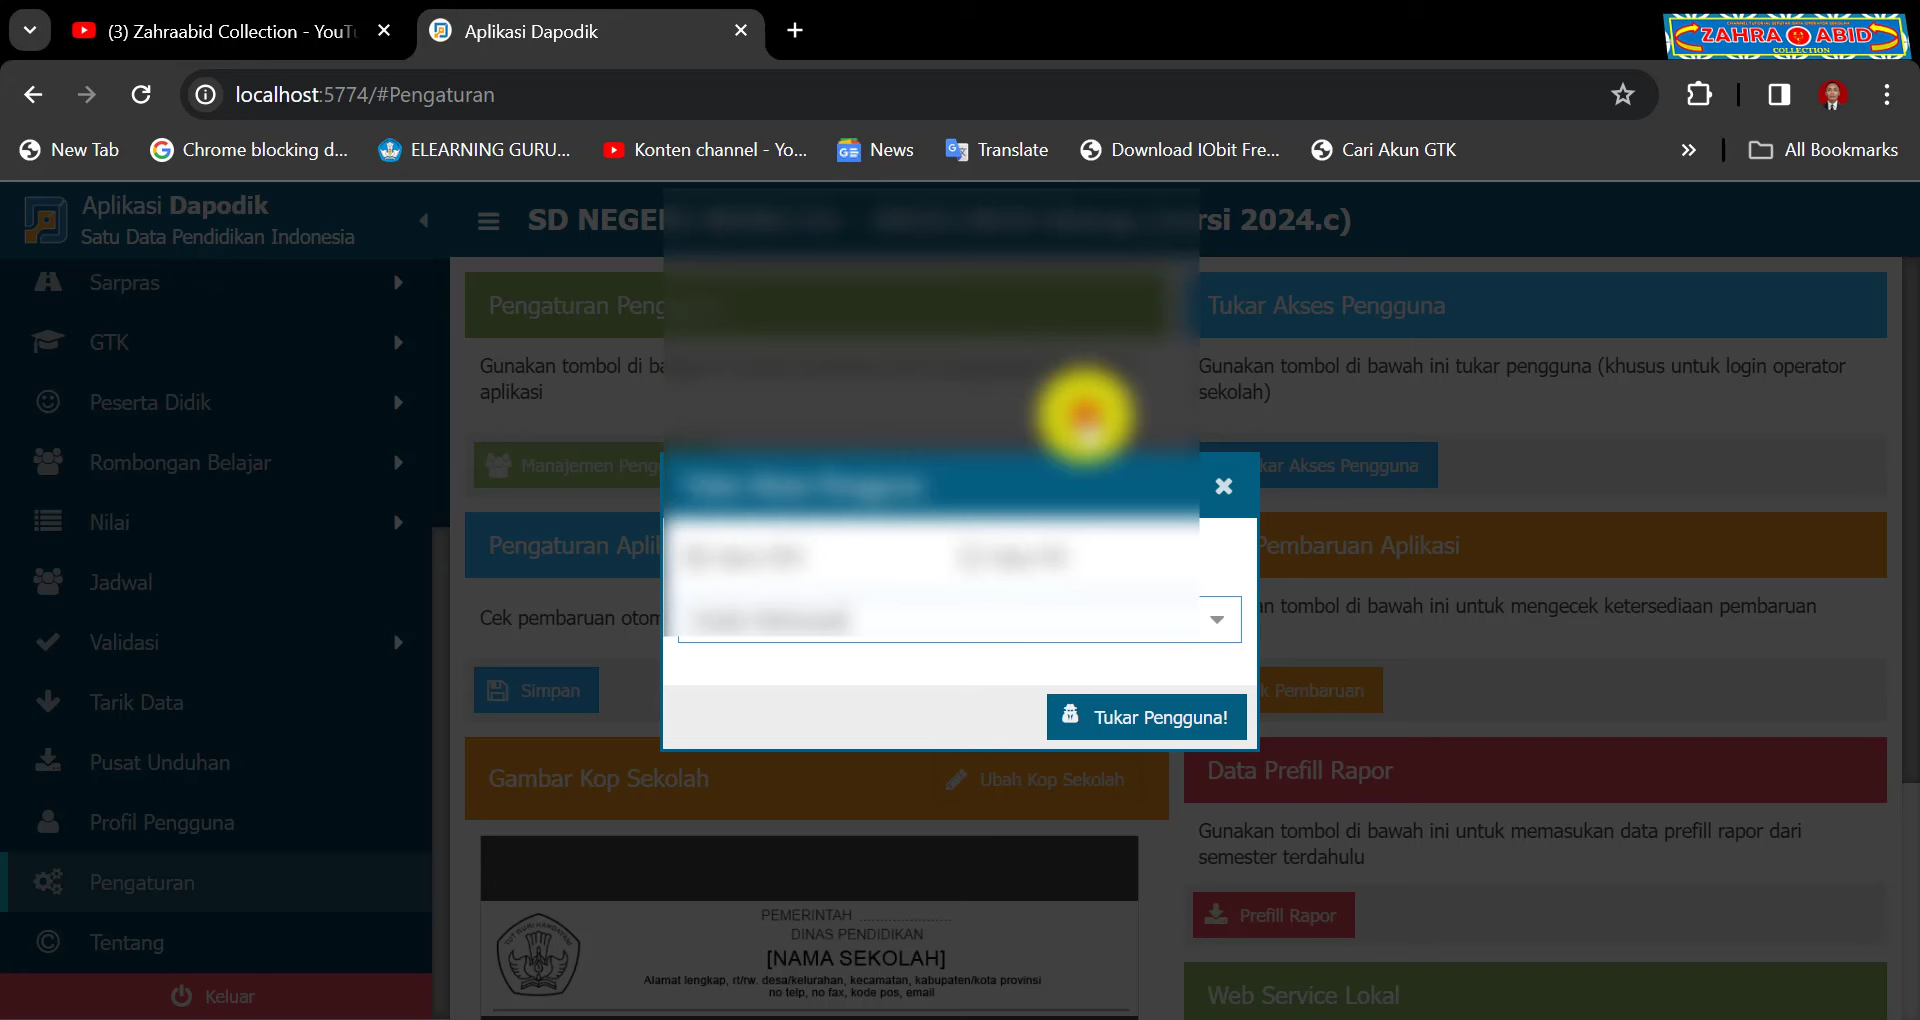 (3) Zahraabid Collection - YouTu
Aplikasi Dapodik
ZAHRA ABID
COLLECTION
localhost:5774/#Pengaturan
New Tab
Chrome blocking d...
ELEARNING GURU...
Konten channel - Yo...
News
Translate
Download IObit Fre...
Cari Akun GTK
All Bookmarks
Aplikasi Dapodik
Satu Data Pendidikan Indonesia
SD NEGER
rsi 2024.c)
Sarpras
GTK
Peserta Didik
Rombongan Belajar
Nilai
Jadwal
Validasi
Tarik Data
Pusat Unduhan
Profil Pengguna
Pengaturan
Tentang
Keluar
Pengaturan Peng
Gunakan tombol di ba
aplikasi
Manajemen Peng
Tukar Akses Pengguna
Gunakan tombol di bawah ini tukar pengguna (khusus untuk login operator
sekolah)
kar Akses Pengguna
Pengaturan Apli
Cek pembaruan otom
Simpan
Pembaruan Aplikasi
n tombol di bawah ini untuk mengecek ketersediaan pembaruan
k Pembaruan
Tukar Pengguna!
Gambar Kop Sekolah
Ubah Kop Sekolah
PEMERINTAH ......................
DINAS PENDIDIKAN
[NAMA SEKOLAH]
Alamat lengkap, rt/rw. desa/kelurahan, kecamatan, kabupaten/kota provinsi
no telp, no fax, kode pos, email
Data Prefill Rapor
Gunakan tombol di bawah ini untuk memasukan data prefill rapor dari
semester terdahulu
Prefill Rapor
Web Service Lokal